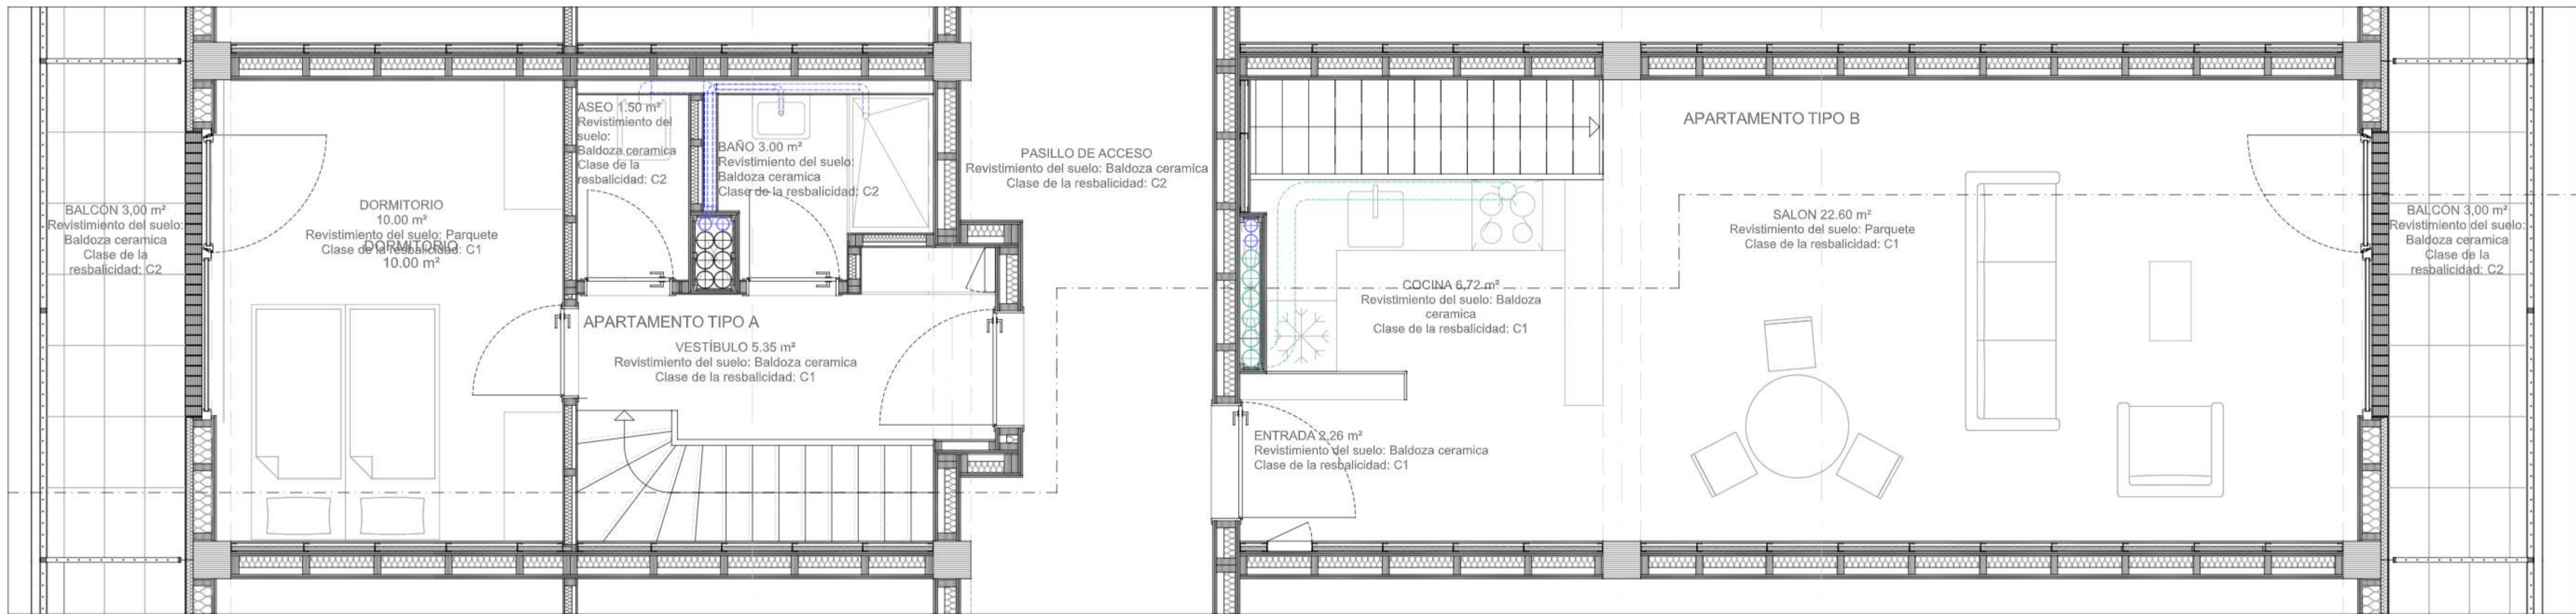 BALCÓN 3,00 m²
Revistimiento del suelo:
Baldoza ceramica
Clase de la
resbalicidad: C2
DORMITORIO
10.00 m²
Revistimiento del suelo: Parquete
Clase de la resbalicidad: C1
DORMITORIO
10.00 m²
ASEO 1.50 m²
Revistimiento del
suelo:
Baldoza ceramica
Clase de la
resbalicidad: C2
BAÑO 3.00 m²
Revistimiento del suelo:
Baldoza ceramica
Clase de la resbalicidad: C2
APARTAMENTO TIPO A
VESTÍBULO 5.35 m²
Revistimiento del suelo: Baldoza ceramica
Clase de la resbalicidad: C1
PASILLO DE ACCESO
Revistimiento del suelo: Baldoza ceramica
Clase de la resbalicidad: C2
APARTAMENTO TIPO B
COCINA 6,72 m²
Revistimiento del suelo: Baldoza
ceramica
Clase de la resbalicidad: C1
ENTRADA 2,26 m²
Revistimiento del suelo: Baldoza ceramica
Clase de la resbalicidad: C1
SALON 22.60 m²
Revistimiento del suelo: Parquete
Clase de la resbalicidad: C1
BALCÓN 3,00 m²
Revistimiento del suelo:
Baldoza ceramica
Clase de la
resbalicidad: C2